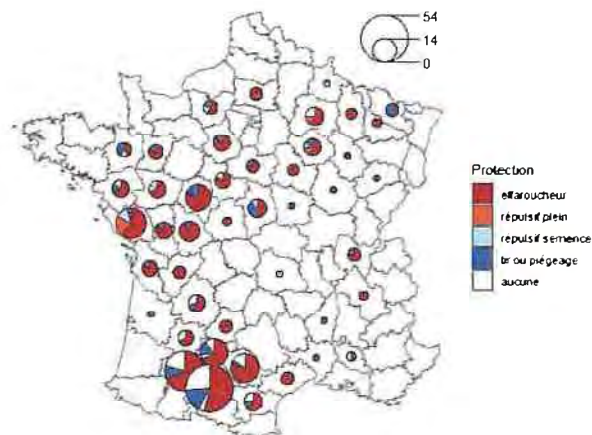 54
14
0
Protection
effaroucheur
répulsif plein
répulsif semence
tir ou piégeage
aucune